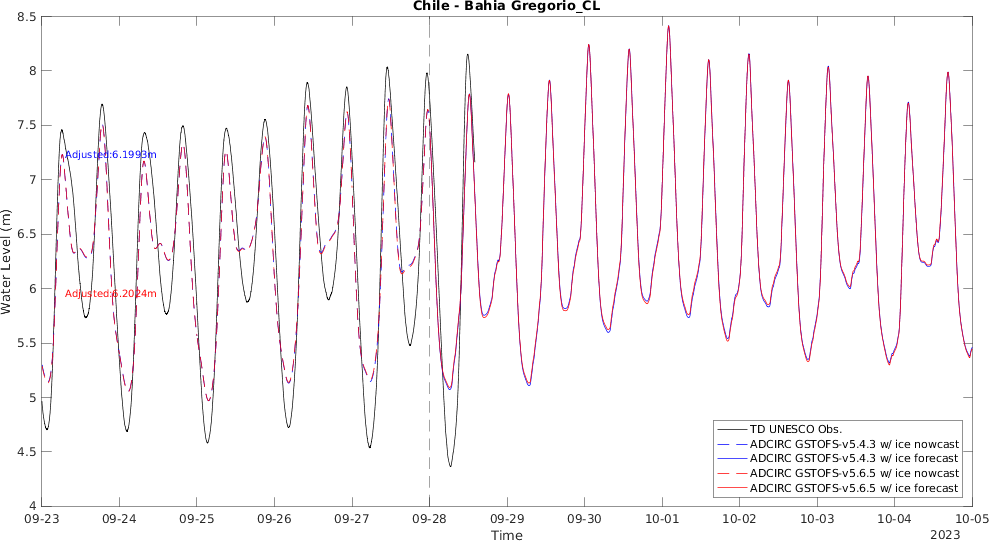 Chile - Bahia Gregorio_CL
8.5
8
7.5
7
6.5
6
5.5
5
4.5
4
Water Level (m)
Adjusted:6.1993m
Adjusted:6.2024m
TD UNESCO Obs.
ADCIRC GSTOFS-v5.4.3 w/ ice nowcast
ADCIRC GSTOFS-v5.4.3 w/ ice forecast
ADCIRC GSTOFS-v5.6.5 w/ ice nowcast
ADCIRC GSTOFS-v5.6.5 w/ ice forecast
09-23 09-24 09-25 09-26 09-27 09-28 09-29 09-30 10-01 10-02 10-03 10-04 10-05
Time
2023